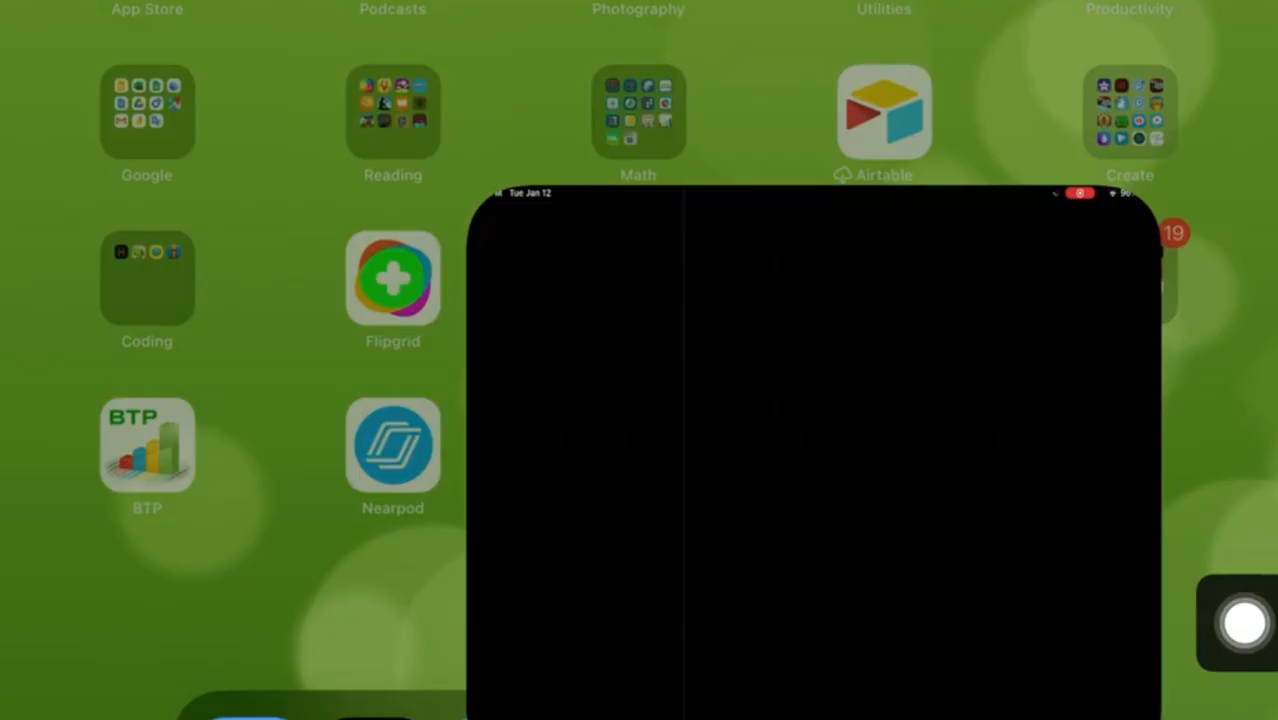 App Store Podcasts Photography Utilities Productivity
Google Reading Math Airtable Create
Tue Jan 12
19
Coding Flipgrid
BTP
BTP Nearpod